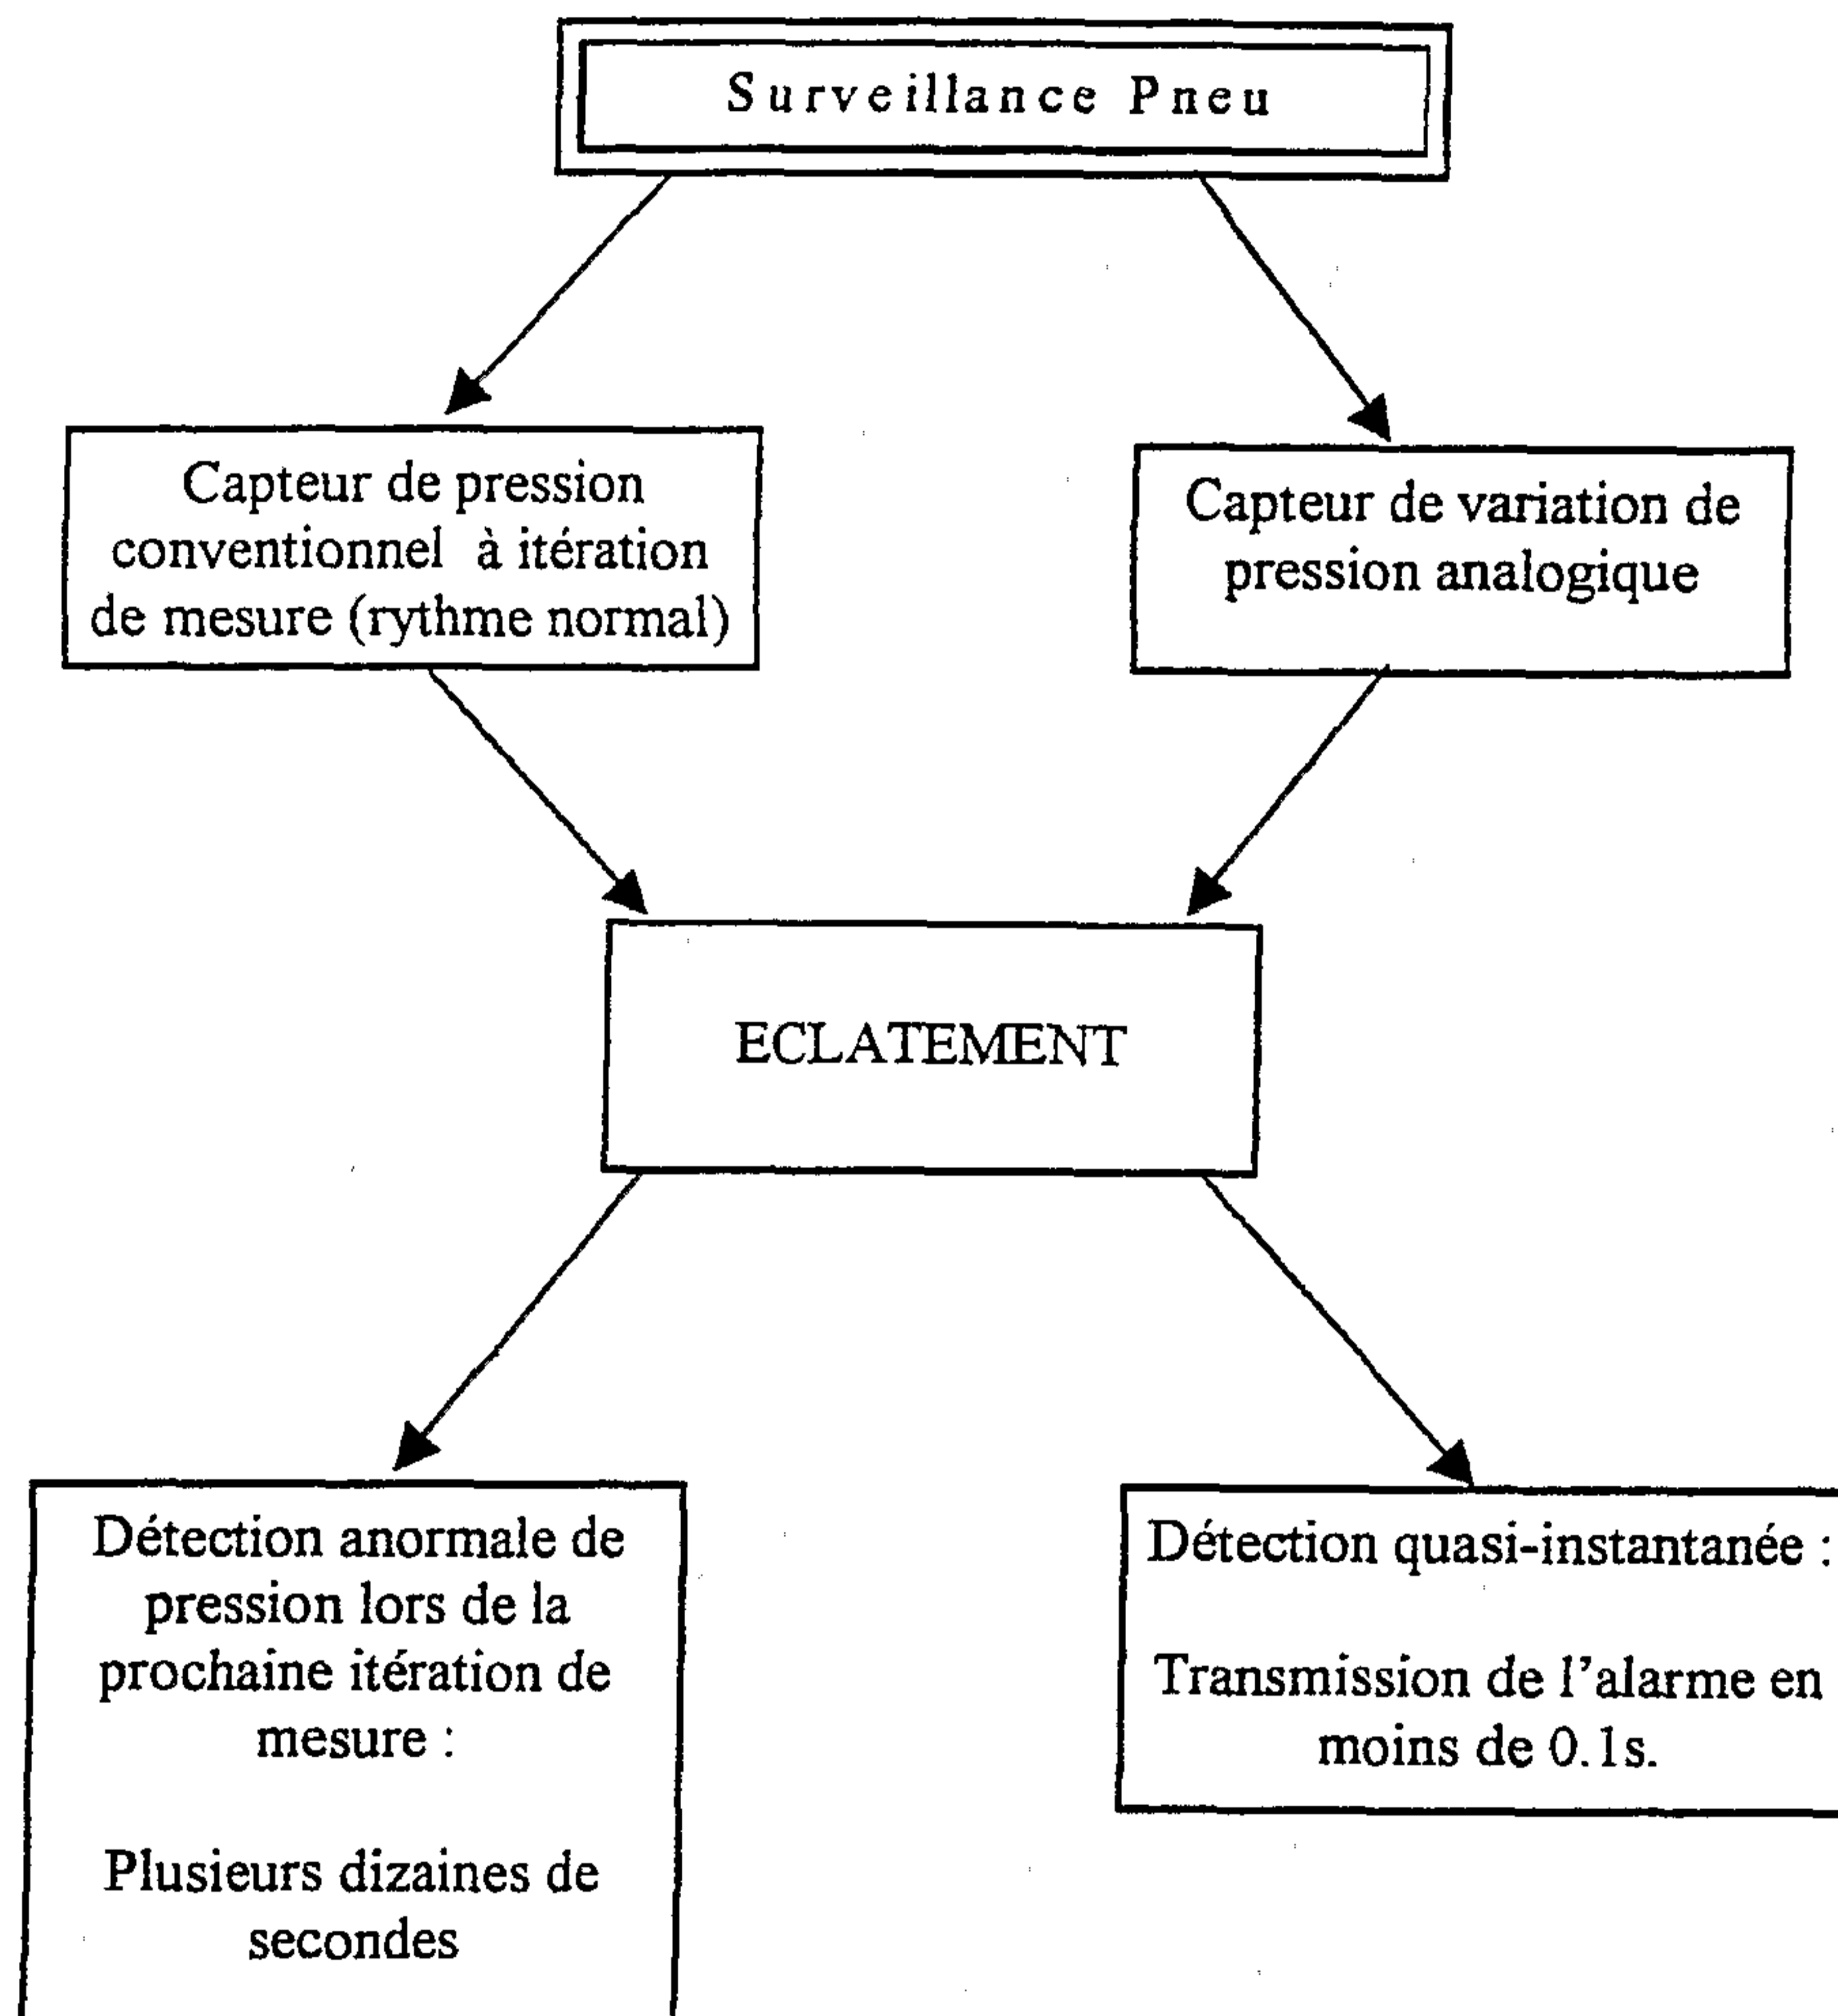 Surveillance Pneu
Capteur de pression
conventionnel à itération
de mesure (rythme normal)
Capteur de variation de
pression analogique
ECLATEMENT
Détection anormale de
pression lors de la
prochaine itération de
mesure :
Plusieurs dizaines de
secondes
Détection quasi-instantanée :
Transmission de l'alarme en
moins de 0.1s.